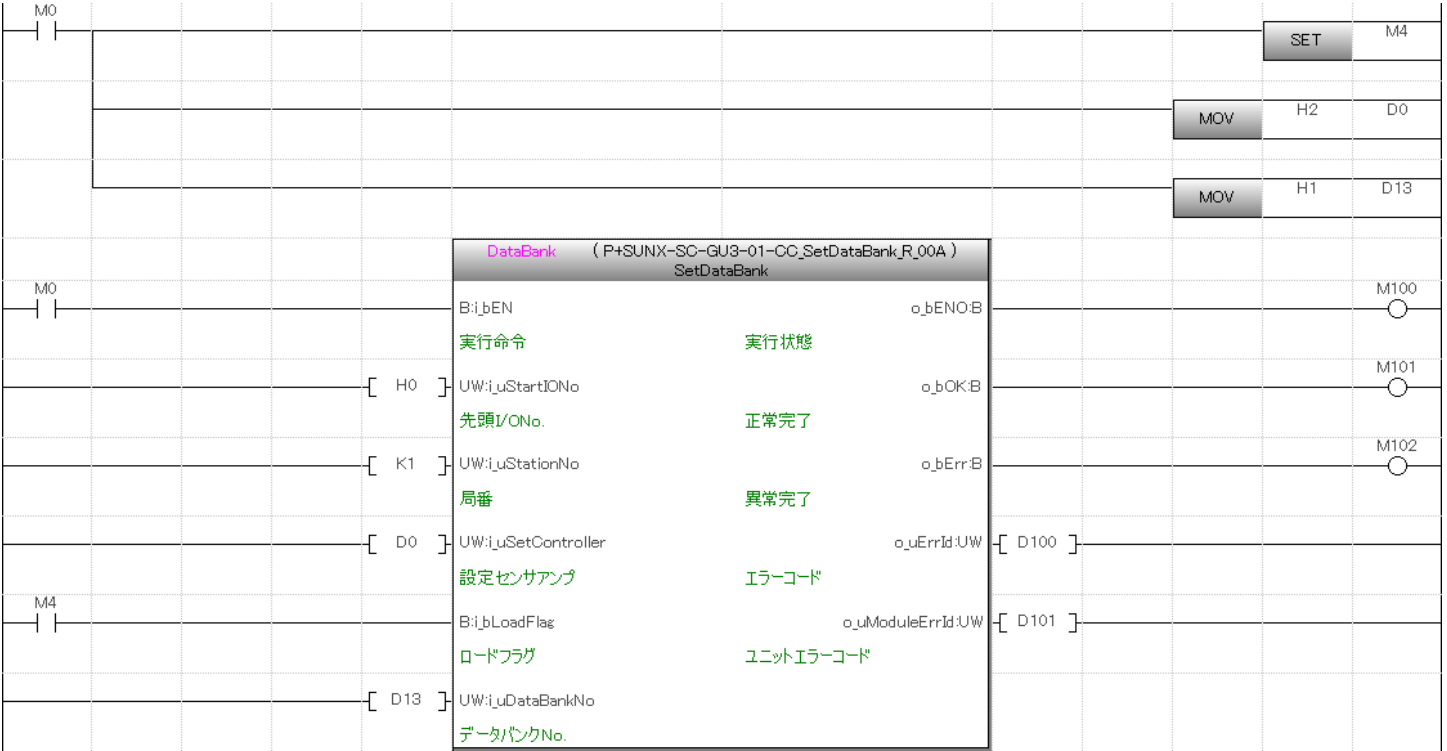 M0
SET M4
MOV H2 D0
MOV H1 D13
DataBank (P+SUNX-SC-GU3-01-CC_SetDataBank_R_00A)
SetDataBank
M0 B:i_bEN o_bENO:B M100
実行命令 実行状態
H0 UW:i_uStartIONo o_bOK:B M101
先頭I/ONo. 正常完了
K1 UW:i_uStationNo o_bErr:B M102
局番 異常完了
D0 UW:i_uSetController o_uErrId:UW D100
設定センサアンプ エラーコード
M4 B:i_bLoadFlag o_uModuleErrId:UW D101
ロードフラグ ユニットエラーコード
D13 UW:i_uDataBankNo
データバンクNo.